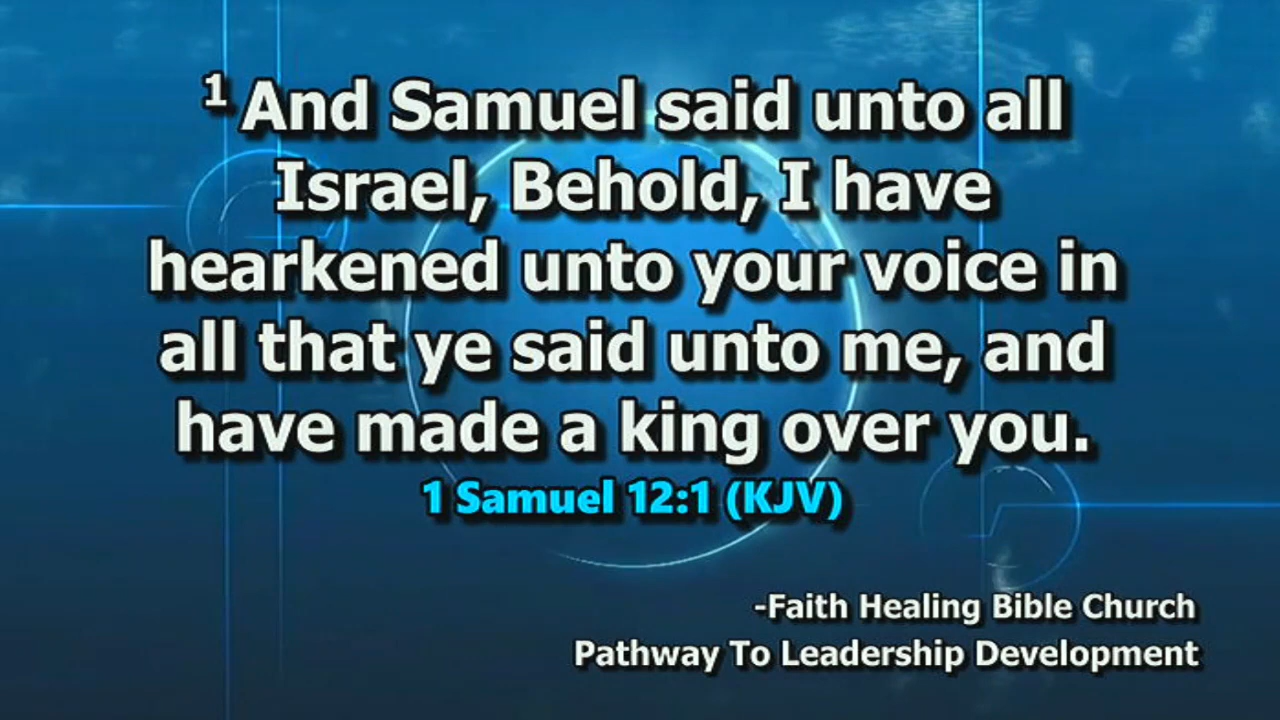 1 And Samuel said unto all
Israel, Behold, I have
hearkened unto your voice in
all that ye said unto me, and
have made a king over you.
1 Samuel 12:1 (KJV)
-Faith Healing Bible Church
Pathway To Leadership Development